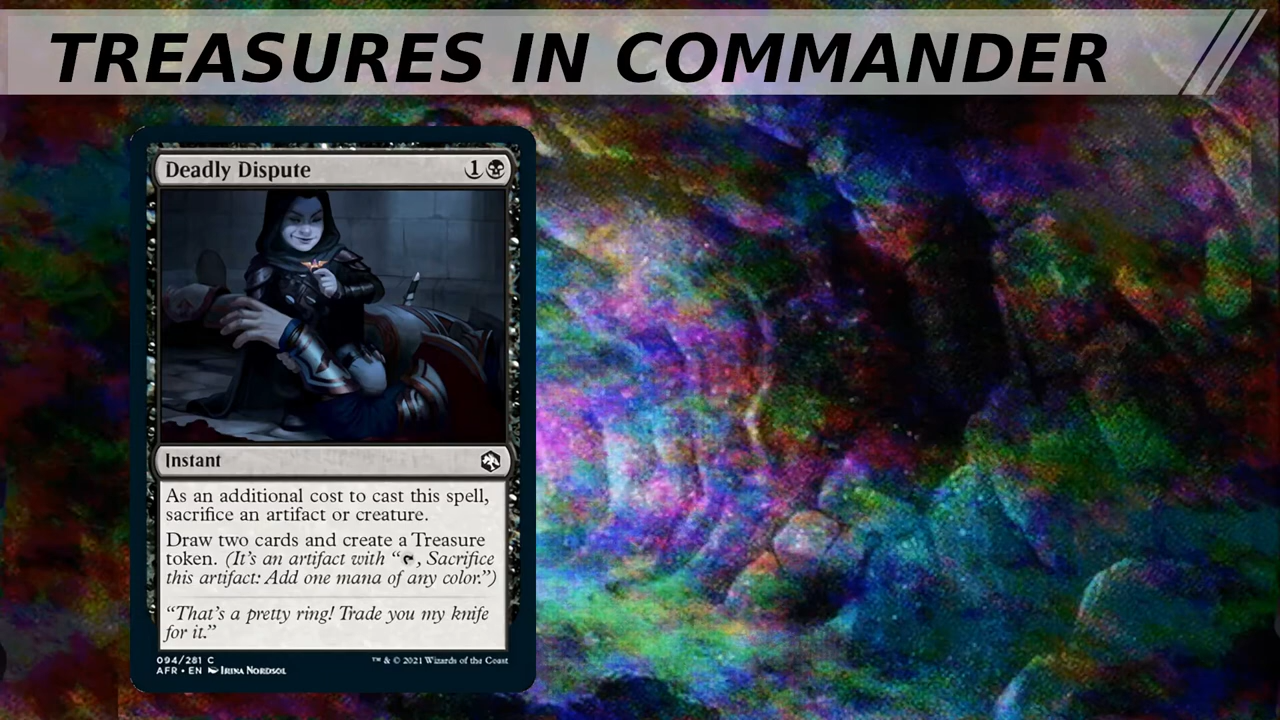 TREASURES IN COMMANDER
Deadly Dispute 1
Instant
As an additional cost to cast this spell,
sacrifice an artifact or creature.
Draw two cards and create a Treasure
token. (It's an artifact with “, Sacrifice
this artifact: Add one mana of any color.”)
“That's a pretty ring! Trade you my knife
for it.”
094/281 C
AFR • EN Irina Nordsol
™ & © 2021 Wizards of the Coast